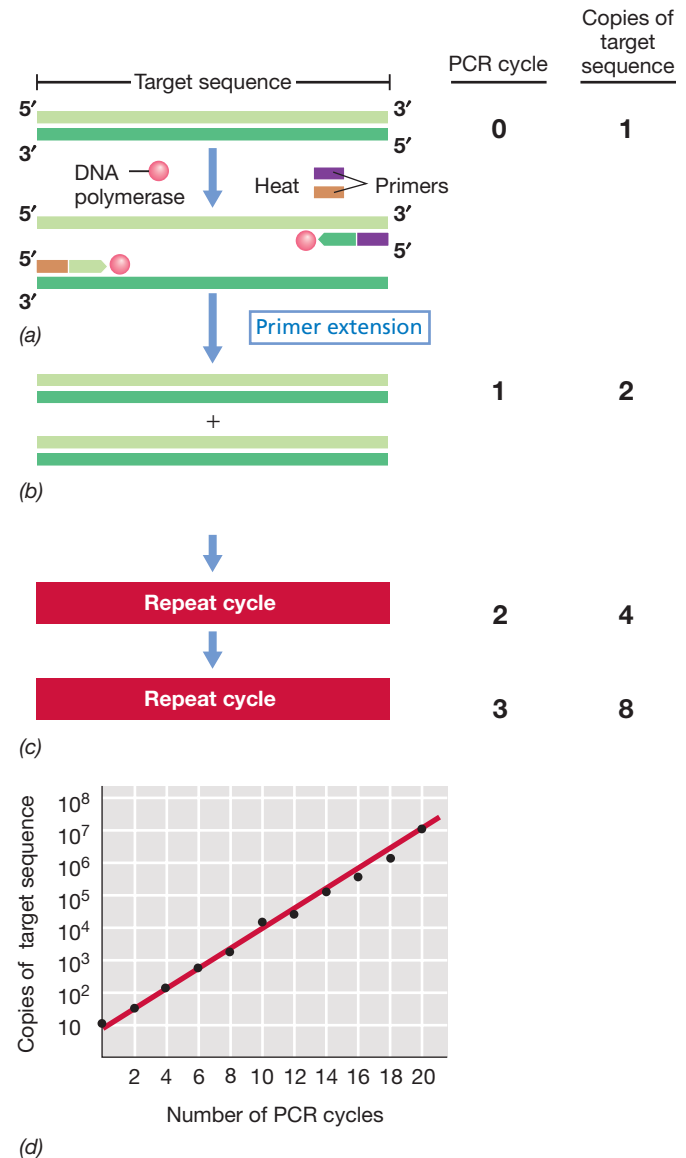 Copies of
target
PCR cycle sequence
Target sequence
5′ 3′
0 1
3′ 5′
DNA
polymerase
Heat Primers
5′ 3′
5′
5′
3′
(a)
Primer extension
1 2
+
(b)
Repeat cycle
2 4
Repeat cycle
3 8
(c)
Copies of target sequence
10⁸
10⁷
10⁶
10⁵
10⁴
10³
10²
10
2 4 6 8 10 12 14 16 18 20
Number of PCR cycles
(d)